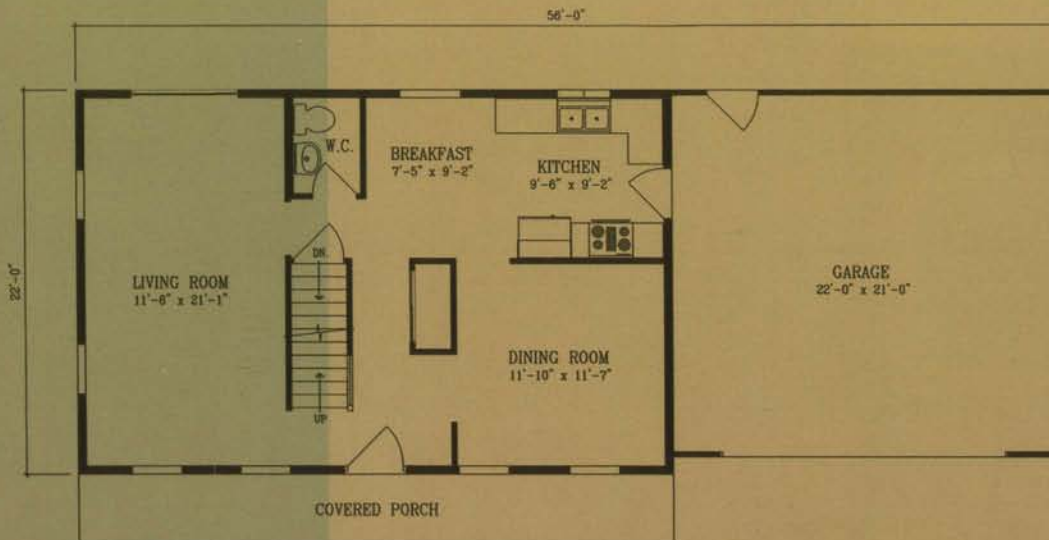 56'-0"
22'-0"
W.C.
BREAKFAST
7'-5" x 9'-2"
KITCHEN
9'-6" x 9'-2"
DN.
LIVING ROOM
11'-6" x 21'-1"
GARAGE
22'-0" x 21'-0"
DINING ROOM
11'-10" x 11'-7"
UP
COVERED PORCH